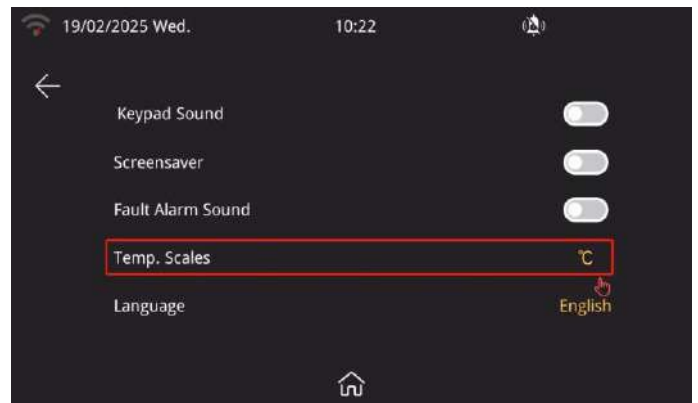 19/02/2025 Wed. 10:22
Keypad Sound
Screensaver
Fault Alarm Sound
Temp. Scales ℃
Language English